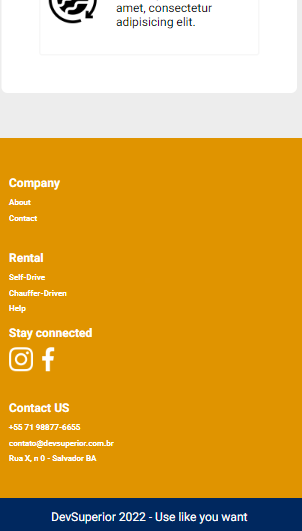 amet, consectetur
adipisicing elit.
Company
About
Contact
Rental
Self-Drive
Chauffer-Driven
Help
Stay connected
Contact US
+55 71 98877-6655
contato@devsuperior.com.br
Rua X, n 0 - Salvador BA
DevSuperior 2022 - Use like you want